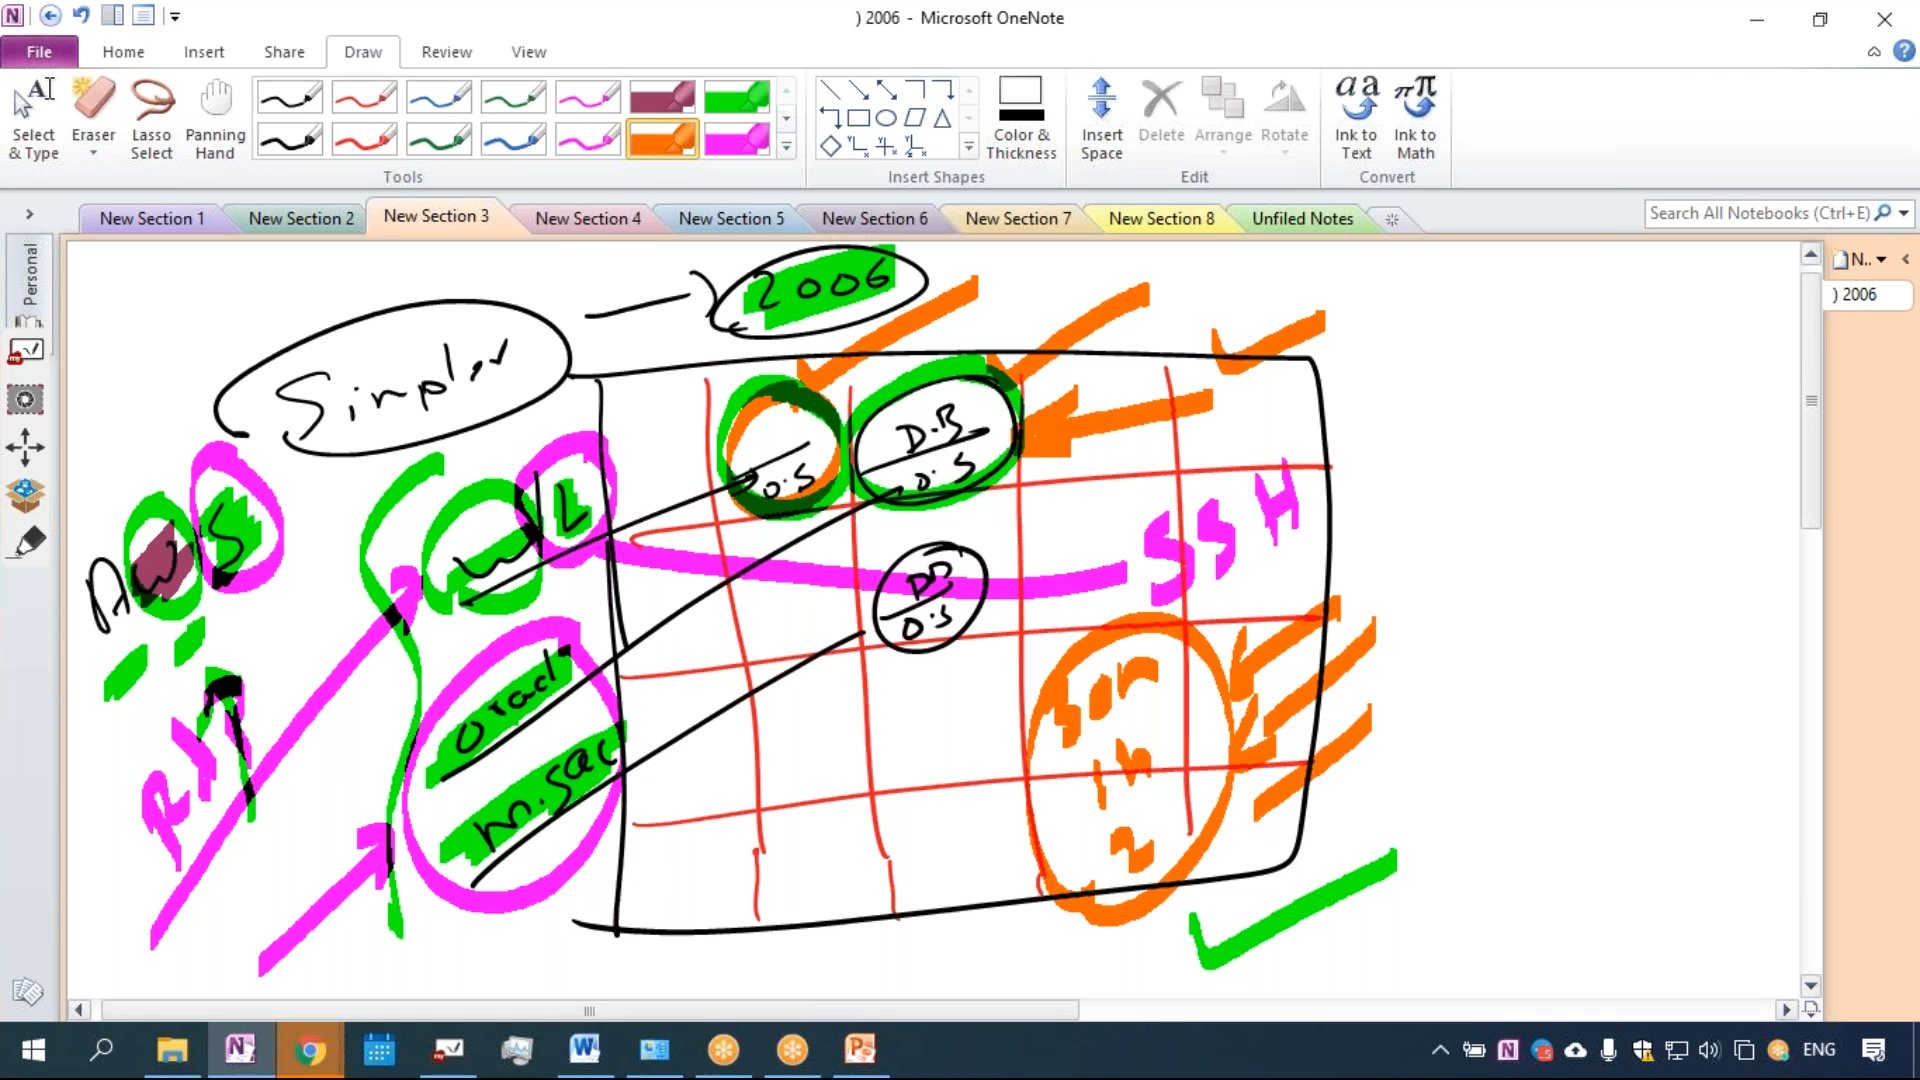 ) 2006 - Microsoft OneNote
File
Home
Insert
Share
Draw
Review
View
Select & Type
Eraser
Lasso Select
Panning Hand
Color & Thickness
Insert Space
Delete
Arrange
Rotate
Ink to Text
Ink to Math
Tools
Insert Shapes
Edit
Convert
New Section 1
New Section 2
New Section 3
New Section 4
New Section 5
New Section 6
New Section 7
New Section 8
Unfiled Notes
Search All Notebooks (Ctrl+E)
Personal
N..
) 2006
2006
D.B
O.S
O.S
AWS
W
L
SSH
DB
O.S
ENG